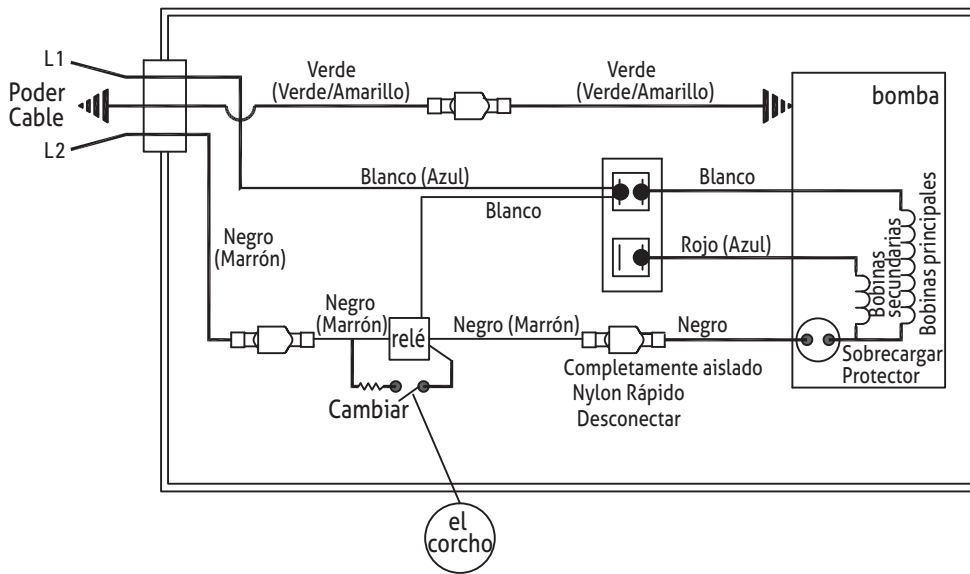 L1
Poder
Cable
L2
Verde
(Verde/Amarillo)
Verde
(Verde/Amarillo)
bomba
Blanco (Azul)
Blanco
Blanco
Rojo (Azul)
Bobinas
secundarias
Bobinas principales
Negro
(Marrón)
Negro
(Marrón)
relé
Negro (Marrón)
Negro
Sobrecargar
Protector
Completamente aislado
Nylon Rápido
Desconectar
Cambiar
el
corcho